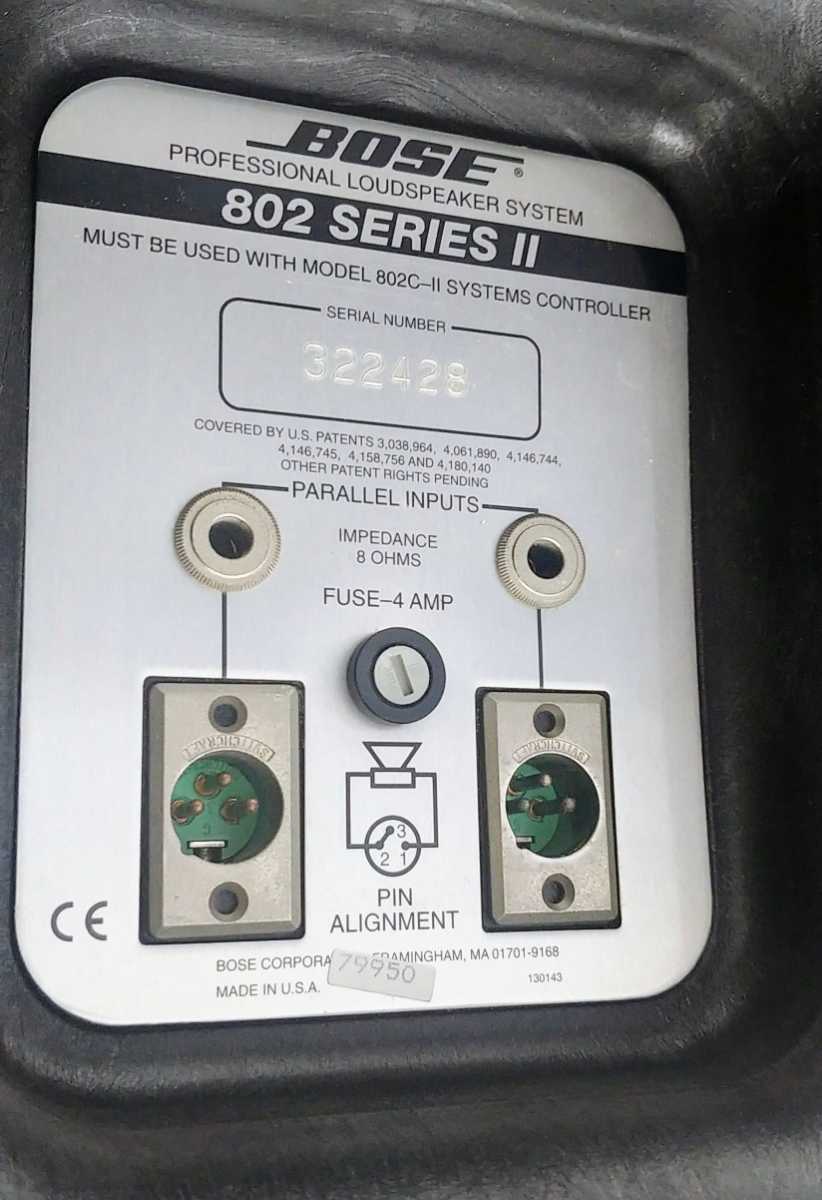 BOSE®
PROFESSIONAL LOUDSPEAKER SYSTEM
802 SERIES II
MUST BE USED WITH MODEL 802C–II SYSTEMS CONTROLLER
SERIAL NUMBER
322428
COVERED BY U.S. PATENTS 3,038,964, 4,061,890, 4,146,744,
4,146,745, 4,158,756 AND 4,180,140
OTHER PATENT RIGHTS PENDING
PARALLEL INPUTS
IMPEDANCE
8 OHMS
FUSE–4 AMP
SWITCHCRAFT
SWITCHCRAFT
3
2 1
PIN
ALIGNMENT
CE
BOSE CORPORA FRAMINGHAM, MA 01701-9168
79950
MADE IN U.S.A.
130143